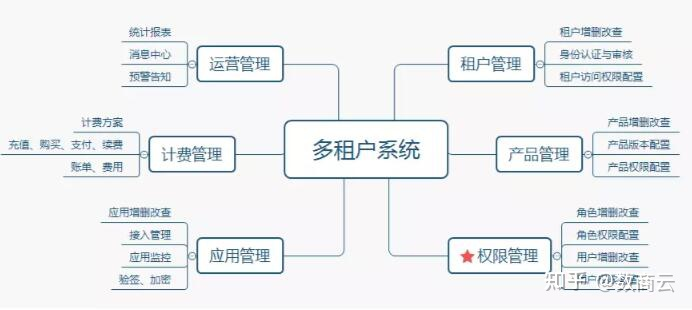 多租户系统
运营管理
统计报表
消息中心
预警告知
计费管理
计费方案
充值、购买、支付、续费
账单、费用
应用管理
应用增删改查
接入管理
应用监控
验签、加密
租户管理
租户增删改查
身份认证与审核
租户访问权限配置
产品管理
产品增删改查
产品版本配置
产品权限配置
权限管理
角色增删改查
角色权限配置
用户增删改查
知乎 @数商云